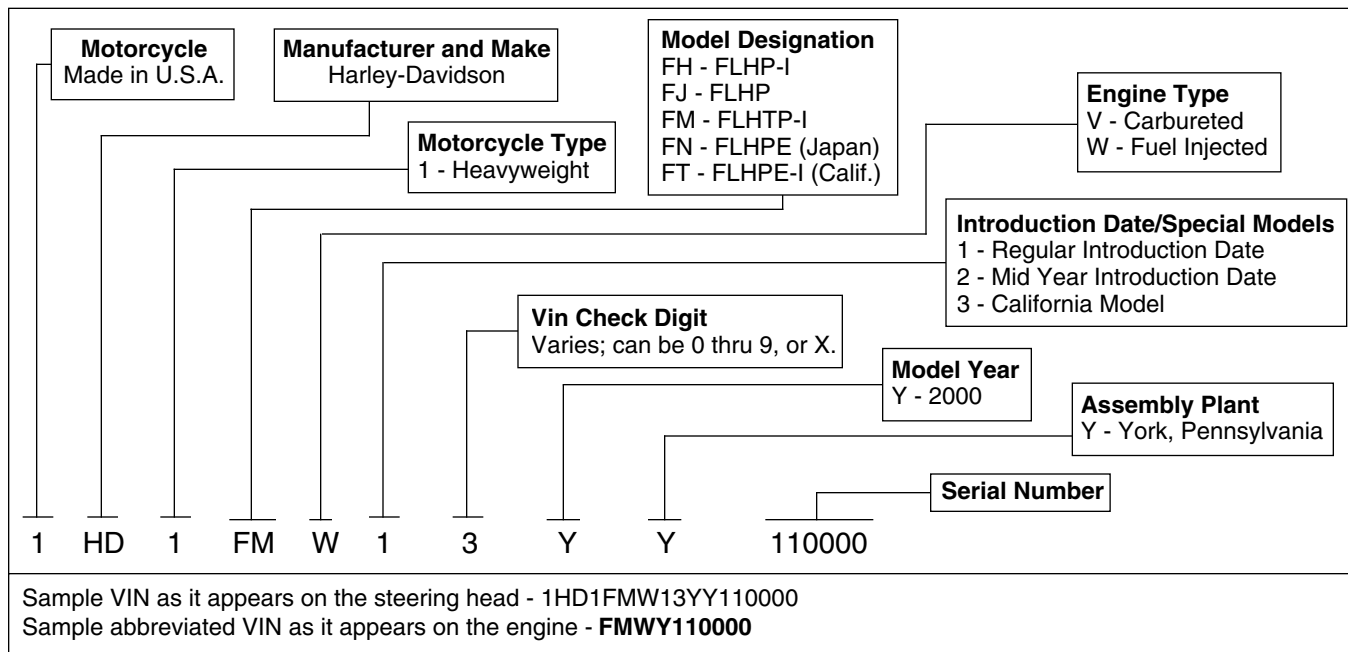 Motorcycle
Made in U.S.A.
Manufacturer and Make
Harley-Davidson
Model Designation
FH - FLHP-I
FJ - FLHP
FM - FLHTP-I
FN - FLHPE (Japan)
FT - FLHPE-I (Calif.)
Engine Type
V - Carbureted
W - Fuel Injected
Motorcycle Type
1 - Heavyweight
Introduction Date/Special Models
1 - Regular Introduction Date
2 - Mid Year Introduction Date
3 - California Model
Vin Check Digit
Varies; can be 0 thru 9, or X.
Model Year
Y - 2000
Assembly Plant
Y - York, Pennsylvania
Serial Number
1 HD 1 FM W 1 3 Y Y 110000
Sample VIN as it appears on the steering head - 1HD1FMW13YY110000
Sample abbreviated VIN as it appears on the engine - FMWY110000